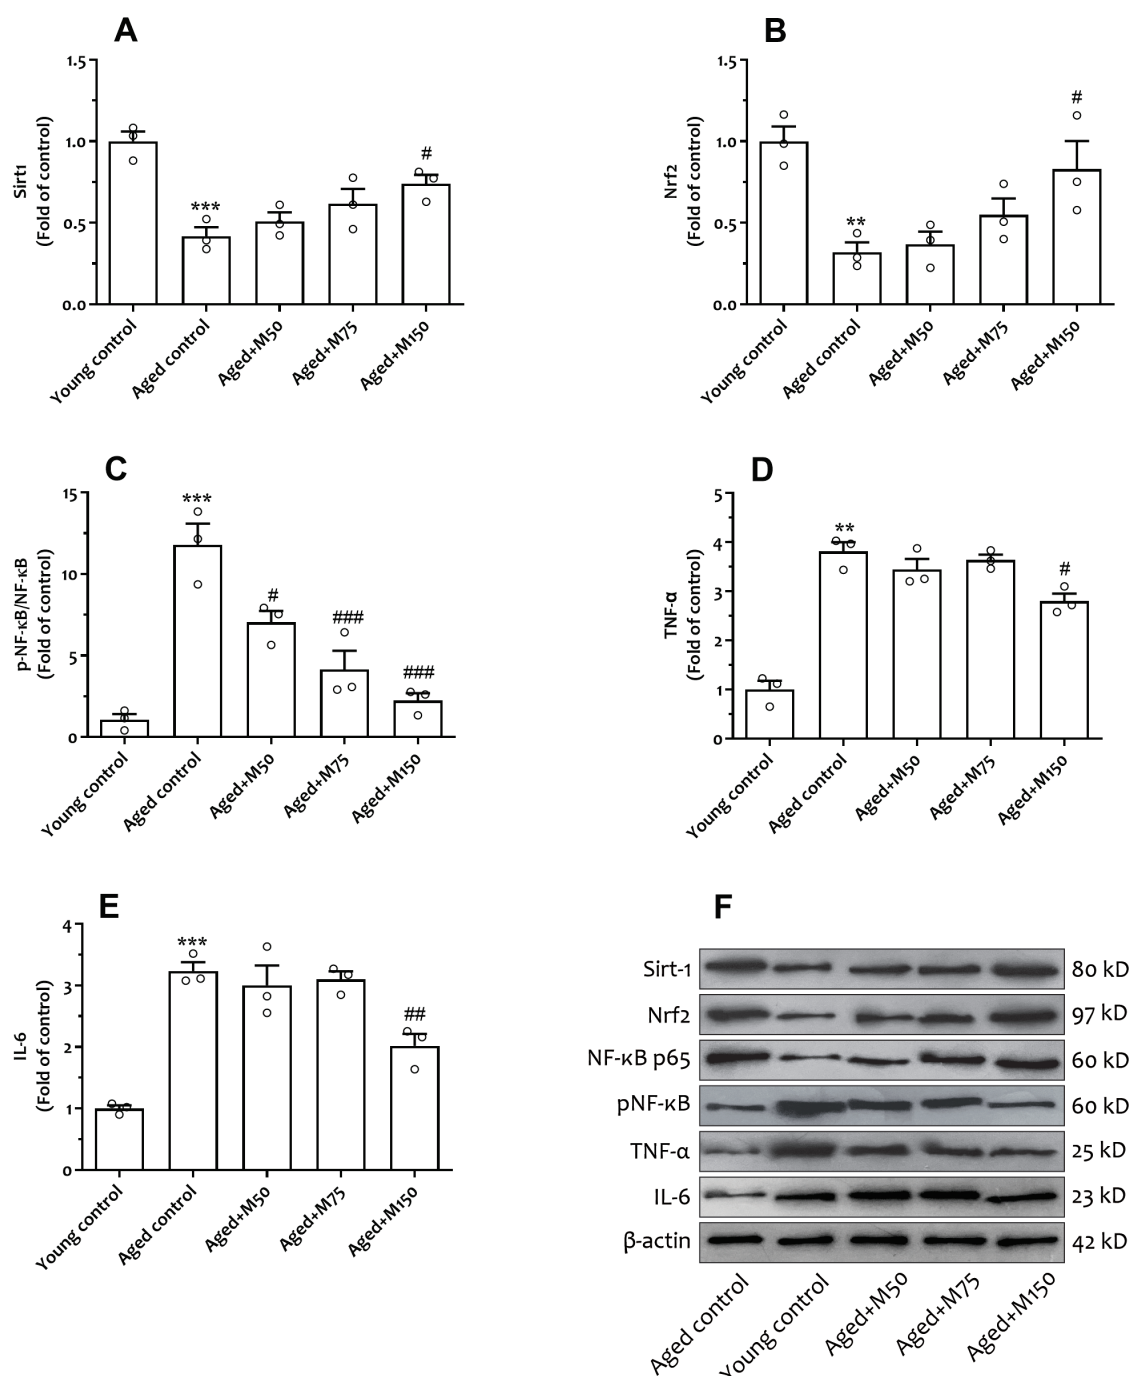 A
Sirt1
(Fold of control)
1.5
1.0
0.5
0.0
***
#
Young control
Aged control
Aged+M50
Aged+M75
Aged+M150
B
Nrf2
(Fold of control)
1.5
1.0
0.5
0.0
**
#
Young control
Aged control
Aged+M50
Aged+M75
Aged+M150
C
p-NF-κB/NF-κB
(Fold of control)
15
10
5
0
***
#
###
###
Young control
Aged control
Aged+M50
Aged+M75
Aged+M150
D
TNF-α
(Fold of control)
5
4
3
2
1
0
**
#
Young control
Aged control
Aged+M50
Aged+M75
Aged+M150
E
IL-6
(Fold of control)
4
3
2
1
0
***
##
Young control
Aged control
Aged+M50
Aged+M75
Aged+M150
F
Sirt-1 80 kD
Nrf2 97 kD
NF-κB p65 60 kD
pNF-κB 60 kD
TNF-α 25 kD
IL-6 23 kD
β-actin 42 kD
Aged control
Young control
Aged+M50
Aged+M75
Aged+M150